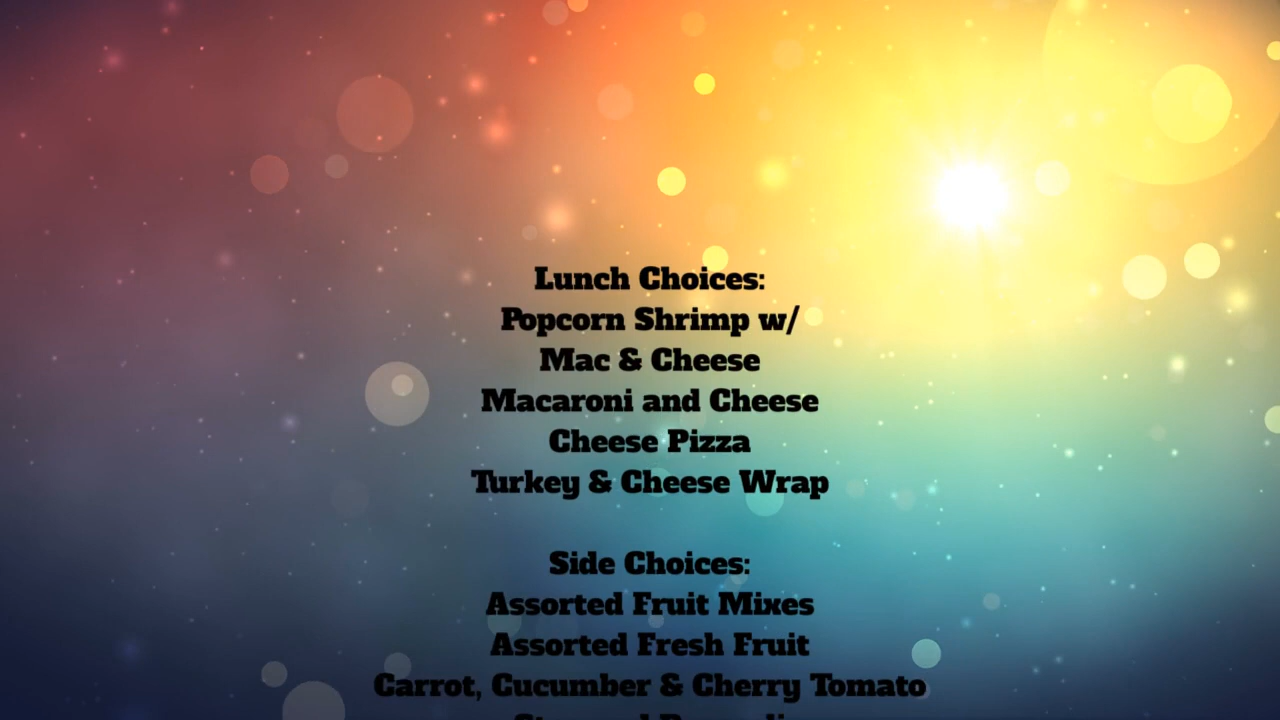 Lunch Choices:
Popcorn Shrimp w/
Mac & Cheese
Macaroni and Cheese
Cheese Pizza
Turkey & Cheese Wrap
Side Choices:
Assorted Fruit Mixes
Assorted Fresh Fruit
Carrot, Cucumber & Cherry Tomato